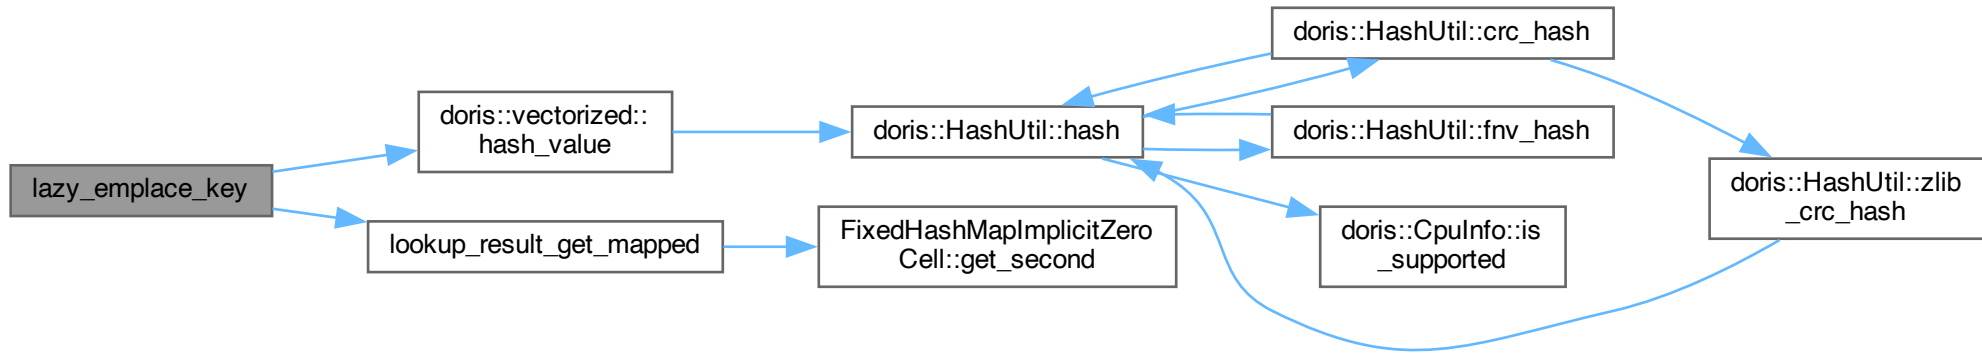 lazy_emplace_key
doris::vectorized::
hash_value
lookup_result_get_mapped
doris::HashUtil::hash
FixedHashMapImplicitZero
Cell::get_second
doris::HashUtil::crc_hash
doris::HashUtil::fnv_hash
doris::CpuInfo::is
_supported
doris::HashUtil::zlib
_crc_hash